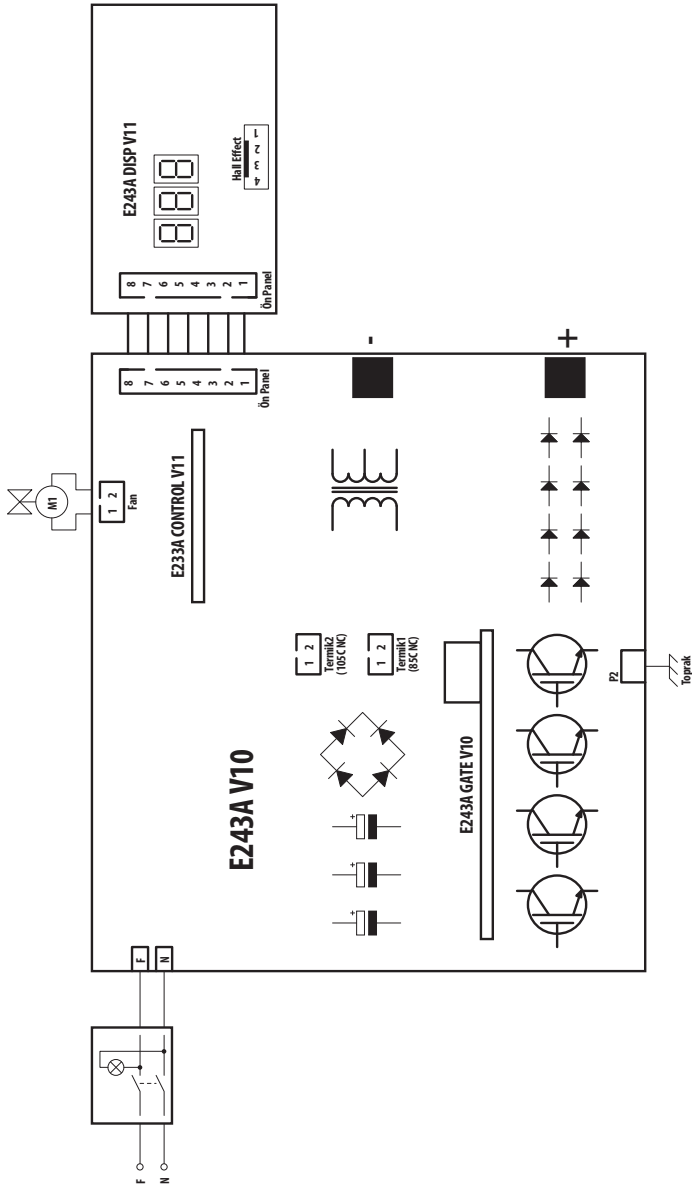 E243A DISP V11
Hall Effect
4 3 2 1
8 7 6 5 4 3 2 1
Ön Panel
8 7 6 5 4 3 2 1
Ön Panel
-
+
M1
1 2
Fan
E233A CONTROL V11
1 2
Termik2
(105C NC)
1 2
Termik1
(85C NC)
E243A V10
+
+
+
E243A GATE V10
P2
Toprak
F
N
F
N